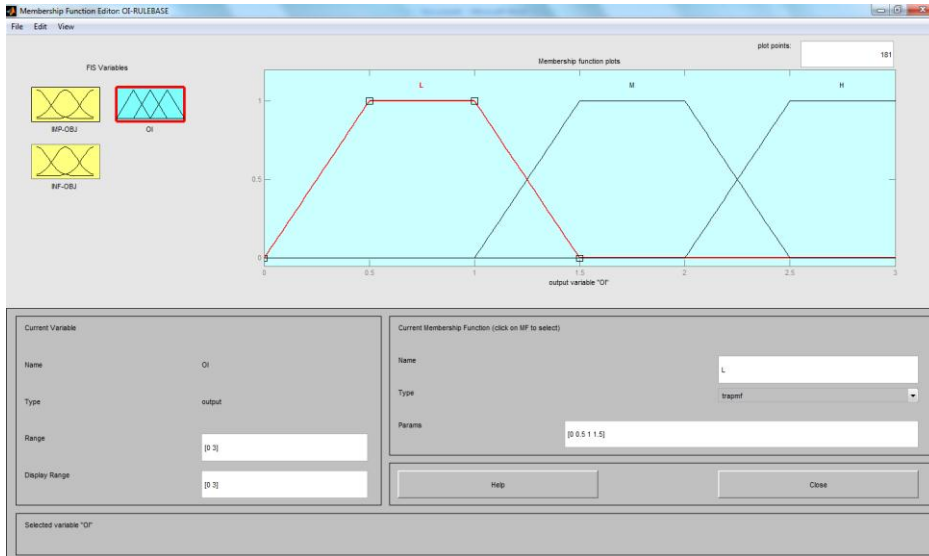 Membership Function Editor: OI-RULEBASE
File Edit View
FIS Variables
IMP-OBJ
OI
INF-OBJ
plot points:
181
Membership function plots
L
M
H
1
0.5
0
0 0.5 1 1.5 2 2.5 3
output variable "OI"
Current Variable
Name OI
Type output
Range [0 3]
Display Range [0 3]
Current Membership Function (click on MF to select)
Name L
Type trapmf
Params [0 0.5 1 1.5]
Help Close
Selected variable "OI"